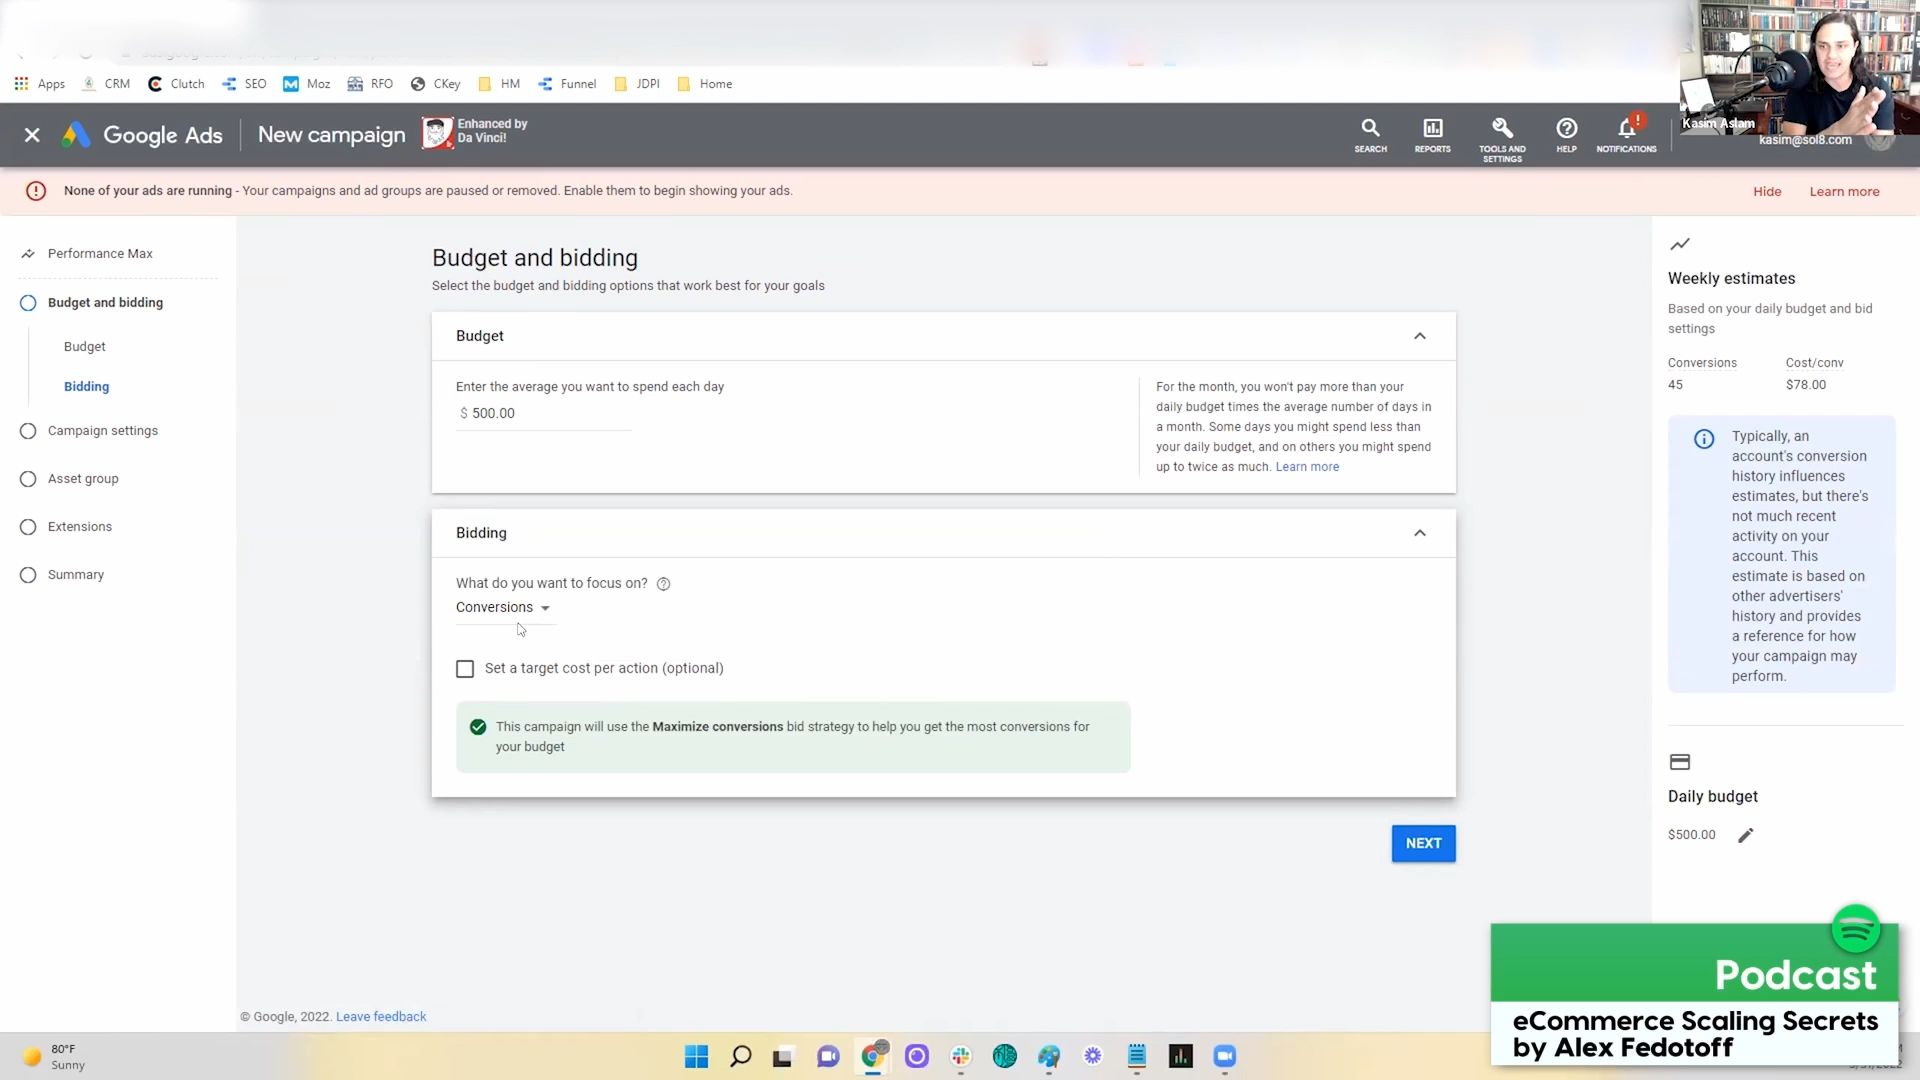 Apps
CRM
Clutch
SEO
Moz
RFO
CKey
HM
Funnel
JDPI
Home
Google Ads
New campaign
Enhanced by
Da Vinci!
SEARCH
REPORTS
TOOLS AND
SETTINGS
HELP
NOTIFICATIONS
!
Kasim Aslam
kasim@sol8.com
None of your ads are running - Your campaigns and ad groups are paused or removed. Enable them to begin showing your ads.
Hide
Learn more
Performance Max
Budget and bidding
Budget
Bidding
Campaign settings
Asset group
Extensions
Summary
Budget and bidding
Select the budget and bidding options that work best for your goals
Budget
Enter the average you want to spend each day
$ 500.00
For the month, you won't pay more than your
daily budget times the average number of days in
a month. Some days you might spend less than
your daily budget, and on others you might spend
up to twice as much. Learn more
Bidding
What do you want to focus on?
Conversions
Set a target cost per action (optional)
This campaign will use the Maximize conversions bid strategy to help you get the most conversions for
your budget
NEXT
Weekly estimates
Based on your daily budget and bid
settings
Conversions
45
Cost/conv
$78.00
Typically, an
account's conversion
history influences
estimates, but there's
not much recent
activity on your
account. This
estimate is based on
other advertisers'
history and provides
a reference for how
your campaign may
perform.
Daily budget
$500.00
© Google, 2022. Leave feedback
80°F
Sunny
Podcast
eCommerce Scaling Secrets
by Alex Fedotoff